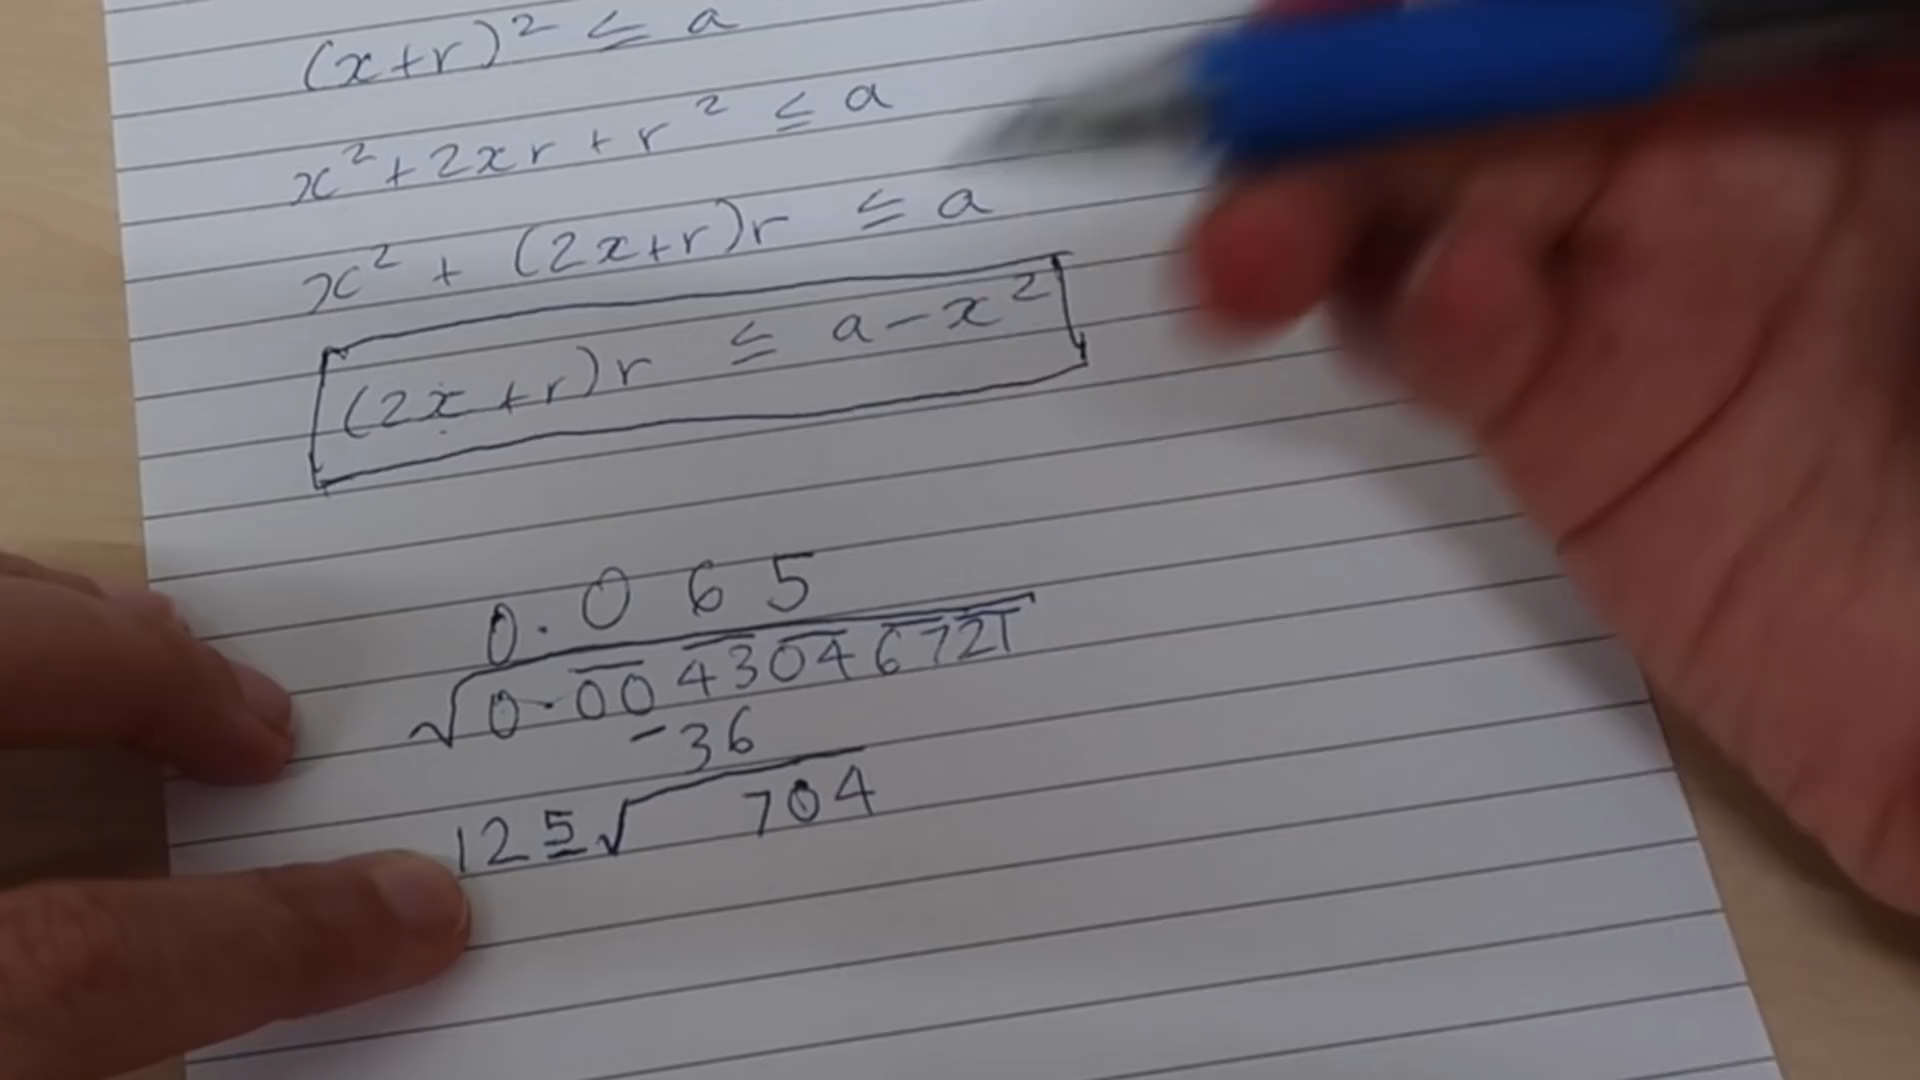 (x+r)² ≤ a
x²+2xr+r² ≤ a
x² + (2x+r)r ≤ a
(2x+r)r ≤ a-x²
0.065
√0.0043046721
-36
125√704